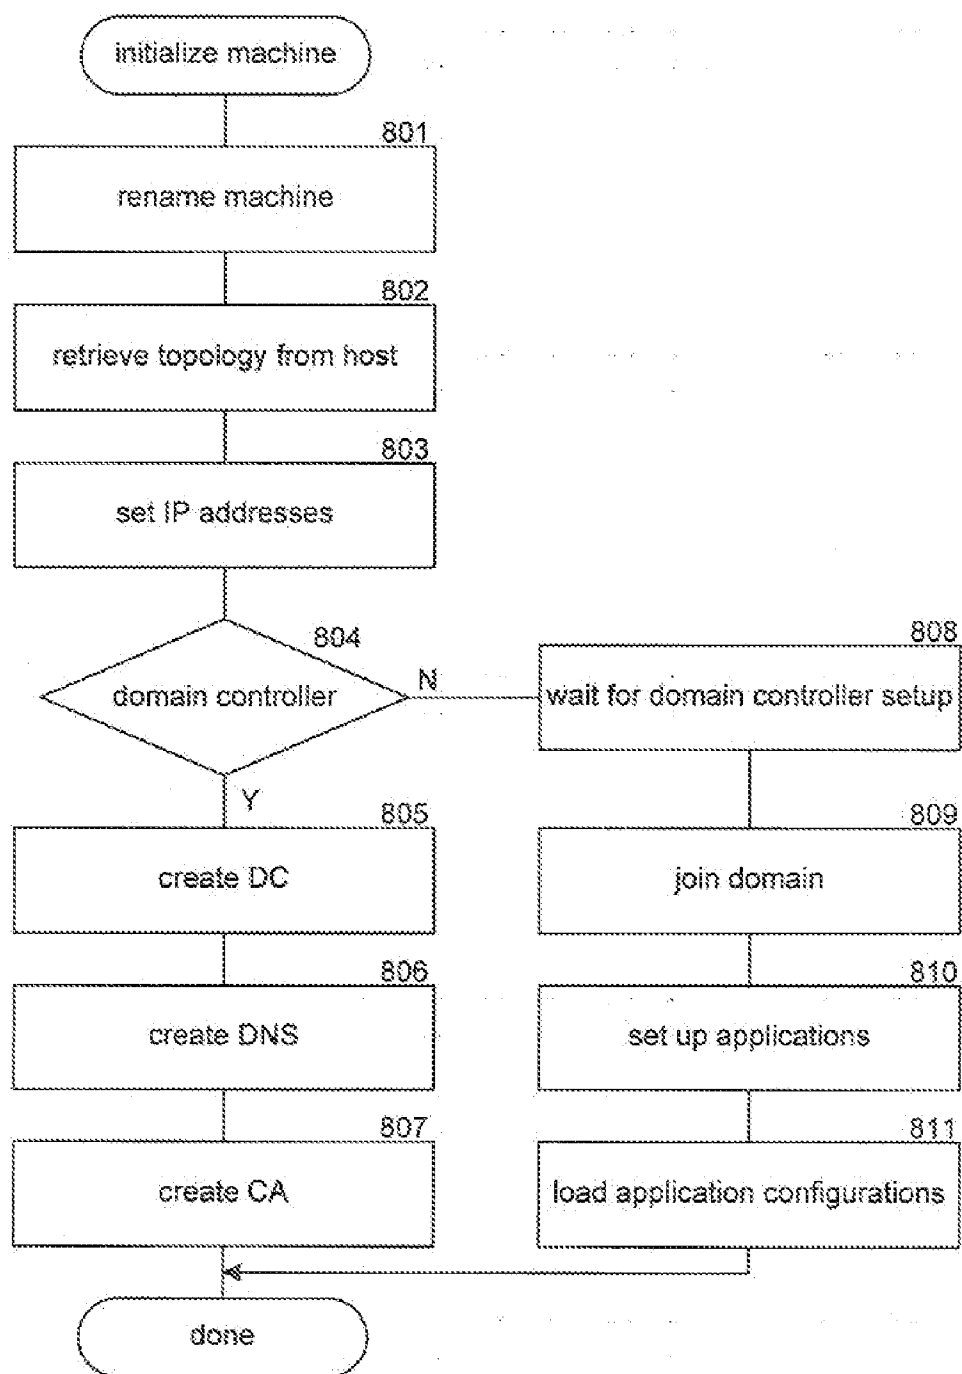 initialize machine
801
rename machine
802
retrieve topology from host
803
set IP addresses
804
domain controller
N
Y
808
wait for domain controller setup
805
create DC
809
join domain
806
create DNS
810
set up applications
807
create CA
811
load application configurations
done